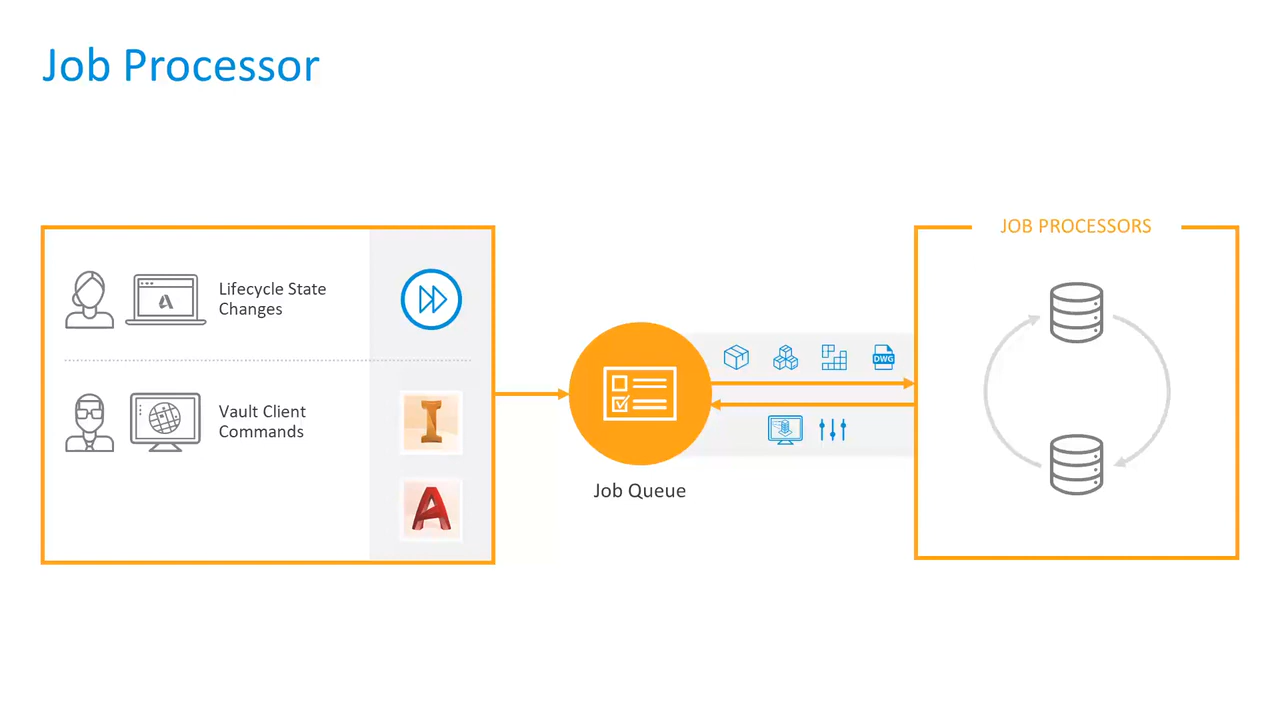 Job Processor
JOB PROCESSORS
Lifecycle State
Changes
Vault Client
Commands
I
A
DWG
Job Queue